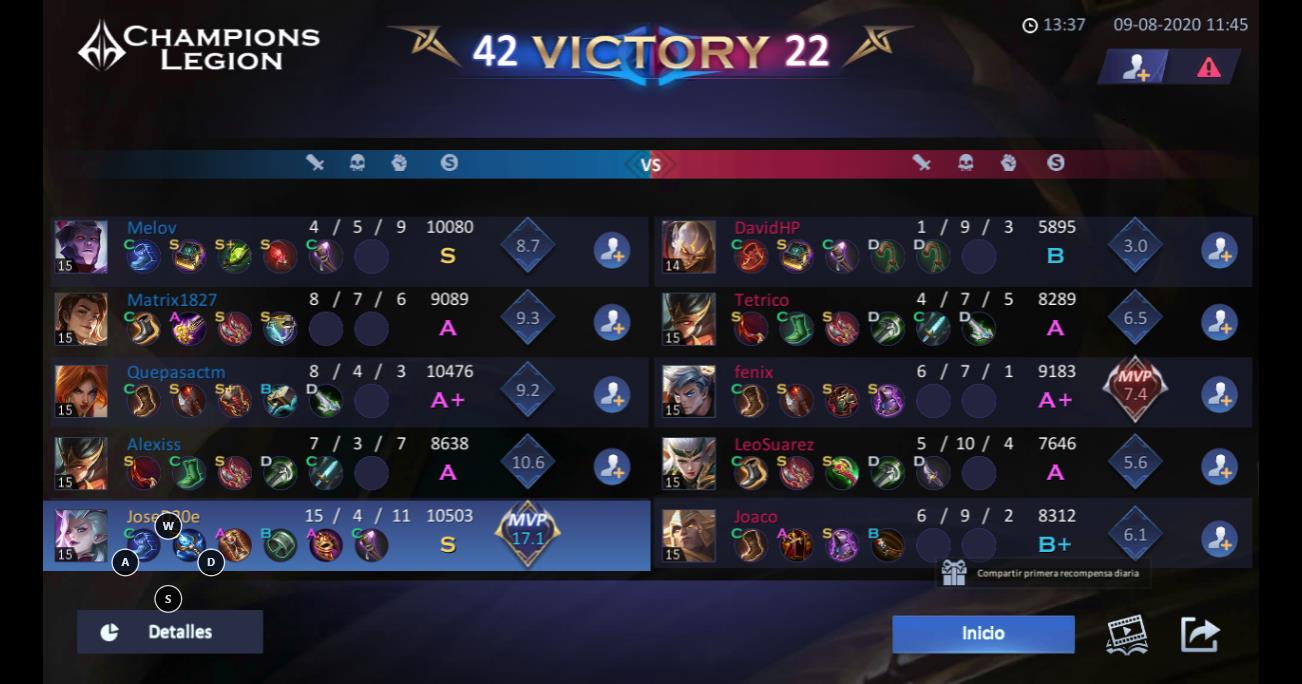 CHAMPIONS
LEGION
42 VICTORY 22
13:37 09-08-2020 11:45
VS
Melov 4 / 5 / 9 10080
C S S+ S C
15 S 8.7
DavidHP 1 / 9 / 3 5895
C S C D D
14 B 3.0
Matrix1827 8 / 7 / 6 9089
C A S S
15 A 9.3
Tetrico 4 / 7 / 5 8289
S C S D C D
15 A 6.5
Quepasactm 8 / 4 / 3 10476
C S S+ B D
15 A+ 9.2
fenix 6 / 7 / 1 9183
C S S S
15 A+ MVP 7.4
Alexiss 7 / 3 / 7 8638
S C S D C
15 A 10.6
LeoSuarez 5 / 10 / 4 7646
C S S D D
15 A 5.6
15 / 4 / 11 10503
C A B A C
15 S MVP 17.1
Joaco 6 / 9 / 2 8312
C A S B
15 B+ 6.1
W
A D
S
Compartir primera recompensa diaria
Detalles
Inicio